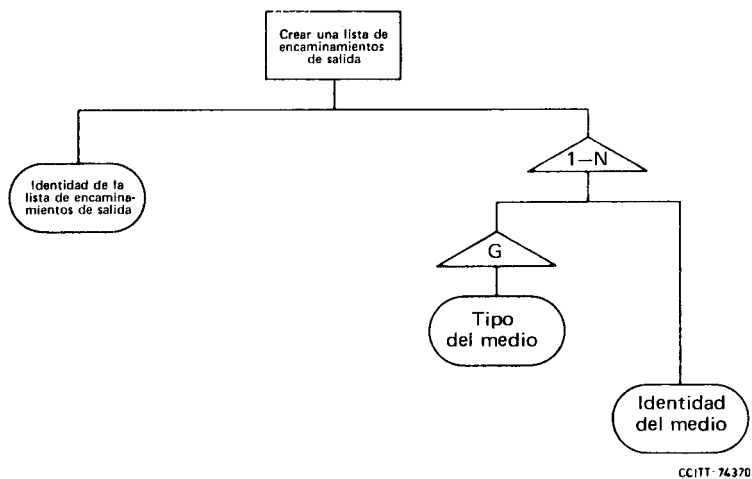 Crear una lista de
encaminamientos
de salida
1–N
Identidad de la
lista de encamina-
mientos de salida
G
Tipo
del medio
Identidad
del medio
CCITT-74370